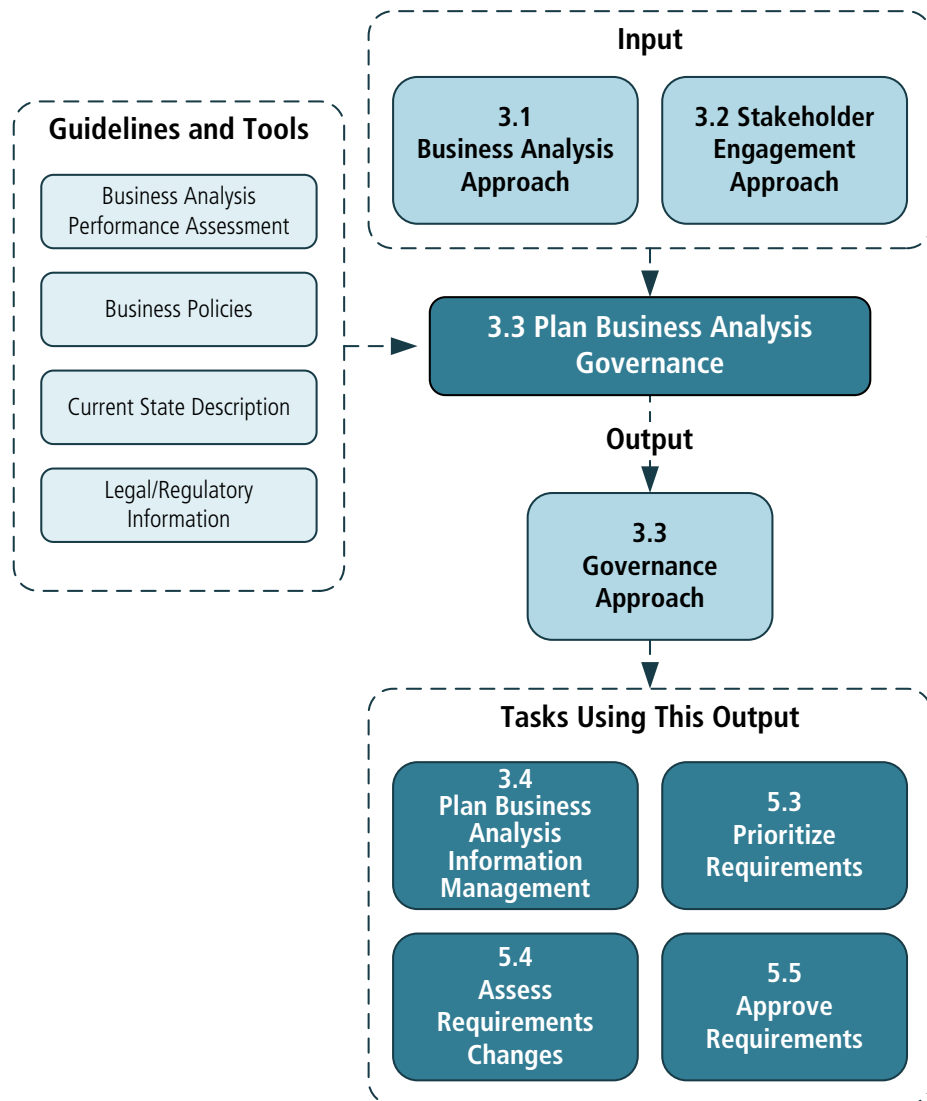 Input
3.1
Business Analysis
Approach
3.2 Stakeholder
Engagement
Approach
Guidelines and Tools
Business Analysis
Performance Assessment
Business Policies
Current State Description
Legal/Regulatory
Information
3.3 Plan Business Analysis
Governance
Output
3.3
Governance
Approach
Tasks Using This Output
3.4
Plan Business
Analysis
Information
Management
5.3
Prioritize
Requirements
5.4
Assess
Requirements
Changes
5.5
Approve
Requirements